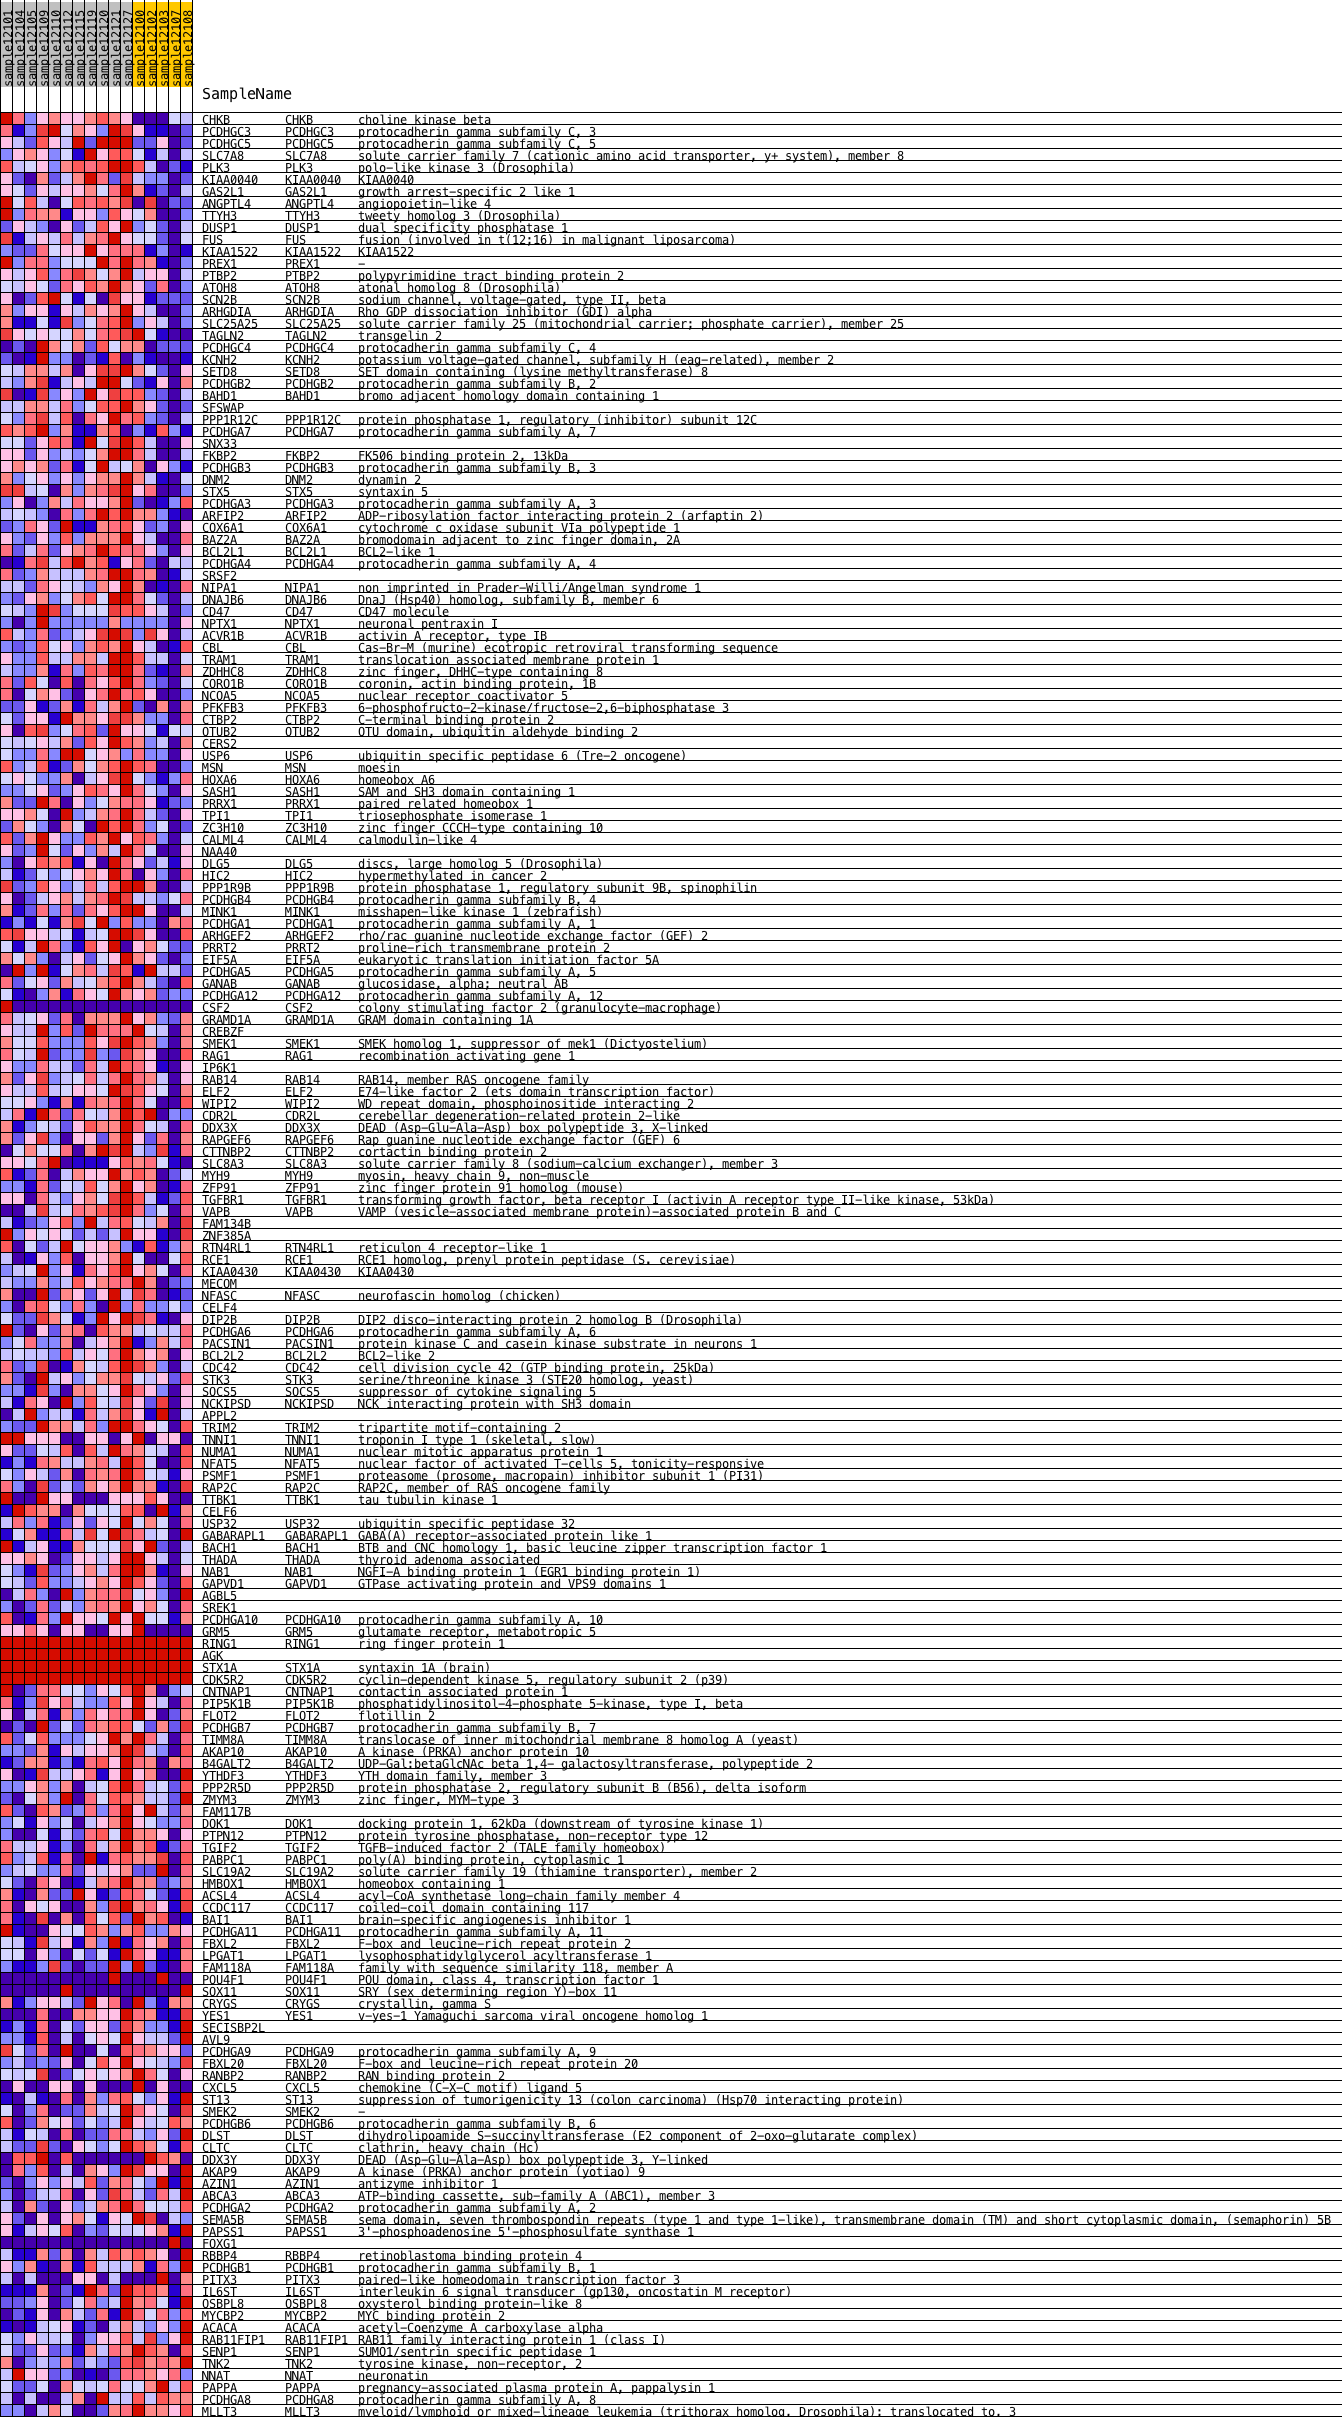 sample12101
sample12104
sample12105
sample12109
sample12110
sample12112
sample12115
sample12119
sample12120
sample12121
sample12127
sample12100
sample12102
sample12103
sample12107
sample12108
SampleName
CHKB CHKB choline kinase beta
PCDHGC3 PCDHGC3 protocadherin gamma subfamily C, 3
PCDHGC5 PCDHGC5 protocadherin gamma subfamily C, 5
SLC7A8 SLC7A8 solute carrier family 7 (cationic amino acid transporter, y+ system), member 8
PLK3 PLK3 polo-like kinase 3 (Drosophila)
KIAA0040 KIAA0040 KIAA0040
GAS2L1 GAS2L1 growth arrest-specific 2 like 1
ANGPTL4 ANGPTL4 angiopoietin-like 4
TTYH3 TTYH3 tweety homolog 3 (Drosophila)
DUSP1 DUSP1 dual specificity phosphatase 1
FUS FUS fusion (involved in t(12;16) in malignant liposarcoma)
KIAA1522 KIAA1522 KIAA1522
PREX1 PREX1 -
PTBP2 PTBP2 polypyrimidine tract binding protein 2
ATOH8 ATOH8 atonal homolog 8 (Drosophila)
SCN2B SCN2B sodium channel, voltage-gated, type II, beta
ARHGDIA ARHGDIA Rho GDP dissociation inhibitor (GDI) alpha
SLC25A25 SLC25A25 solute carrier family 25 (mitochondrial carrier; phosphate carrier), member 25
TAGLN2 TAGLN2 transgelin 2
PCDHGC4 PCDHGC4 protocadherin gamma subfamily C, 4
KCNH2 KCNH2 potassium voltage-gated channel, subfamily H (eag-related), member 2
SETD8 SETD8 SET domain containing (lysine methyltransferase) 8
PCDHGB2 PCDHGB2 protocadherin gamma subfamily B, 2
BAHD1 BAHD1 bromo adjacent homology domain containing 1
SFSWAP
PPP1R12C PPP1R12C protein phosphatase 1, regulatory (inhibitor) subunit 12C
PCDHGA7 PCDHGA7 protocadherin gamma subfamily A, 7
SNX33
FKBP2 FKBP2 FK506 binding protein 2, 13kDa
PCDHGB3 PCDHGB3 protocadherin gamma subfamily B, 3
DNM2 DNM2 dynamin 2
STX5 STX5 syntaxin 5
PCDHGA3 PCDHGA3 protocadherin gamma subfamily A, 3
ARFIP2 ARFIP2 ADP-ribosylation factor interacting protein 2 (arfaptin 2)
COX6A1 COX6A1 cytochrome c oxidase subunit VIa polypeptide 1
BAZ2A BAZ2A bromodomain adjacent to zinc finger domain, 2A
BCL2L1 BCL2L1 BCL2-like 1
PCDHGA4 PCDHGA4 protocadherin gamma subfamily A, 4
SRSF2
NIPA1 NIPA1 non imprinted in Prader-Willi/Angelman syndrome 1
DNAJB6 DNAJB6 DnaJ (Hsp40) homolog, subfamily B, member 6
CD47 CD47 CD47 molecule
NPTX1 NPTX1 neuronal pentraxin I
ACVR1B ACVR1B activin A receptor, type IB
CBL CBL Cas-Br-M (murine) ecotropic retroviral transforming sequence
TRAM1 TRAM1 translocation associated membrane protein 1
ZDHHC8 ZDHHC8 zinc finger, DHHC-type containing 8
CORO1B CORO1B coronin, actin binding protein, 1B
NCOA5 NCOA5 nuclear receptor coactivator 5
PFKFB3 PFKFB3 6-phosphofructo-2-kinase/fructose-2,6-biphosphatase 3
CTBP2 CTBP2 C-terminal binding protein 2
OTUB2 OTUB2 OTU domain, ubiquitin aldehyde binding 2
CERS2
USP6 USP6 ubiquitin specific peptidase 6 (Tre-2 oncogene)
MSN MSN moesin
HOXA6 HOXA6 homeobox A6
SASH1 SASH1 SAM and SH3 domain containing 1
PRRX1 PRRX1 paired related homeobox 1
TPI1 TPI1 triosephosphate isomerase 1
ZC3H10 ZC3H10 zinc finger CCCH-type containing 10
CALML4 CALML4 calmodulin-like 4
NAA40
DLG5 DLG5 discs, large homolog 5 (Drosophila)
HIC2 HIC2 hypermethylated in cancer 2
PPP1R9B PPP1R9B protein phosphatase 1, regulatory subunit 9B, spinophilin
PCDHGB4 PCDHGB4 protocadherin gamma subfamily B, 4
MINK1 MINK1 misshapen-like kinase 1 (zebrafish)
PCDHGA1 PCDHGA1 protocadherin gamma subfamily A, 1
ARHGEF2 ARHGEF2 rho/rac guanine nucleotide exchange factor (GEF) 2
PRRT2 PRRT2 proline-rich transmembrane protein 2
EIF5A EIF5A eukaryotic translation initiation factor 5A
PCDHGA5 PCDHGA5 protocadherin gamma subfamily A, 5
GANAB GANAB glucosidase, alpha; neutral AB
PCDHGA12 PCDHGA12 protocadherin gamma subfamily A, 12
CSF2 CSF2 colony stimulating factor 2 (granulocyte-macrophage)
GRAMD1A GRAMD1A GRAM domain containing 1A
CREBZF
SMEK1 SMEK1 SMEK homolog 1, suppressor of mek1 (Dictyostelium)
RAG1 RAG1 recombination activating gene 1
IP6K1
RAB14 RAB14 RAB14, member RAS oncogene family
ELF2 ELF2 E74-like factor 2 (ets domain transcription factor)
WIPI2 WIPI2 WD repeat domain, phosphoinositide interacting 2
CDR2L CDR2L cerebellar degeneration-related protein 2-like
DDX3X DDX3X DEAD (Asp-Glu-Ala-Asp) box polypeptide 3, X-linked
RAPGEF6 RAPGEF6 Rap guanine nucleotide exchange factor (GEF) 6
CTTNBP2 CTTNBP2 cortactin binding protein 2
SLC8A3 SLC8A3 solute carrier family 8 (sodium-calcium exchanger), member 3
MYH9 MYH9 myosin, heavy chain 9, non-muscle
ZFP91 ZFP91 zinc finger protein 91 homolog (mouse)
TGFBR1 TGFBR1 transforming growth factor, beta receptor I (activin A receptor type II-like kinase, 53kDa)
VAPB VAPB VAMP (vesicle-associated membrane protein)-associated protein B and C
FAM134B
ZNF385A
RTN4RL1 RTN4RL1 reticulon 4 receptor-like 1
RCE1 RCE1 RCE1 homolog, prenyl protein peptidase (S. cerevisiae)
KIAA0430 KIAA0430 KIAA0430
MECOM
NFASC NFASC neurofascin homolog (chicken)
CELF4
DIP2B DIP2B DIP2 disco-interacting protein 2 homolog B (Drosophila)
PCDHGA6 PCDHGA6 protocadherin gamma subfamily A, 6
PACSIN1 PACSIN1 protein kinase C and casein kinase substrate in neurons 1
BCL2L2 BCL2L2 BCL2-like 2
CDC42 CDC42 cell division cycle 42 (GTP binding protein, 25kDa)
STK3 STK3 serine/threonine kinase 3 (STE20 homolog, yeast)
SOCS5 SOCS5 suppressor of cytokine signaling 5
NCKIPSD NCKIPSD NCK interacting protein with SH3 domain
APPL2
TRIM2 TRIM2 tripartite motif-containing 2
TNNI1 TNNI1 troponin I type 1 (skeletal, slow)
NUMA1 NUMA1 nuclear mitotic apparatus protein 1
NFAT5 NFAT5 nuclear factor of activated T-cells 5, tonicity-responsive
PSMF1 PSMF1 proteasome (prosome, macropain) inhibitor subunit 1 (PI31)
RAP2C RAP2C RAP2C, member of RAS oncogene family
TTBK1 TTBK1 tau tubulin kinase 1
CELF6
USP32 USP32 ubiquitin specific peptidase 32
GABARAPL1 GABARAPL1 GABA(A) receptor-associated protein like 1
BACH1 BACH1 BTB and CNC homology 1, basic leucine zipper transcription factor 1
THADA THADA thyroid adenoma associated
NAB1 NAB1 NGFI-A binding protein 1 (EGR1 binding protein 1)
GAPVD1 GAPVD1 GTPase activating protein and VPS9 domains 1
AGBL5
SREK1
PCDHGA10 PCDHGA10 protocadherin gamma subfamily A, 10
GRM5 GRM5 glutamate receptor, metabotropic 5
RING1 RING1 ring finger protein 1
AGK
STX1A STX1A syntaxin 1A (brain)
CDK5R2 CDK5R2 cyclin-dependent kinase 5, regulatory subunit 2 (p39)
CNTNAP1 CNTNAP1 contactin associated protein 1
PIP5K1B PIP5K1B phosphatidylinositol-4-phosphate 5-kinase, type I, beta
FLOT2 FLOT2 flotillin 2
PCDHGB7 PCDHGB7 protocadherin gamma subfamily B, 7
TIMM8A TIMM8A translocase of inner mitochondrial membrane 8 homolog A (yeast)
AKAP10 AKAP10 A kinase (PRKA) anchor protein 10
B4GALT2 B4GALT2 UDP-Gal:betaGlcNAc beta 1,4- galactosyltransferase, polypeptide 2
YTHDF3 YTHDF3 YTH domain family, member 3
PPP2R5D PPP2R5D protein phosphatase 2, regulatory subunit B (B56), delta isoform
ZMYM3 ZMYM3 zinc finger, MYM-type 3
FAM117B
DOK1 DOK1 docking protein 1, 62kDa (downstream of tyrosine kinase 1)
PTPN12 PTPN12 protein tyrosine phosphatase, non-receptor type 12
TGIF2 TGIF2 TGFB-induced factor 2 (TALE family homeobox)
PABPC1 PABPC1 poly(A) binding protein, cytoplasmic 1
SLC19A2 SLC19A2 solute carrier family 19 (thiamine transporter), member 2
HMBOX1 HMBOX1 homeobox containing 1
ACSL4 ACSL4 acyl-CoA synthetase long-chain family member 4
CCDC117 CCDC117 coiled-coil domain containing 117
BAI1 BAI1 brain-specific angiogenesis inhibitor 1
PCDHGA11 PCDHGA11 protocadherin gamma subfamily A, 11
FBXL2 FBXL2 F-box and leucine-rich repeat protein 2
LPGAT1 LPGAT1 lysophosphatidylglycerol acyltransferase 1
FAM118A FAM118A family with sequence similarity 118, member A
POU4F1 POU4F1 POU domain, class 4, transcription factor 1
SOX11 SOX11 SRY (sex determining region Y)-box 11
CRYGS CRYGS crystallin, gamma S
YES1 YES1 v-yes-1 Yamaguchi sarcoma viral oncogene homolog 1
SECISBP2L
AVL9
PCDHGA9 PCDHGA9 protocadherin gamma subfamily A, 9
FBXL20 FBXL20 F-box and leucine-rich repeat protein 20
RANBP2 RANBP2 RAN binding protein 2
CXCL5 CXCL5 chemokine (C-X-C motif) ligand 5
ST13 ST13 suppression of tumorigenicity 13 (colon carcinoma) (Hsp70 interacting protein)
SMEK2 SMEK2 -
PCDHGB6 PCDHGB6 protocadherin gamma subfamily B, 6
DLST DLST dihydrolipoamide S-succinyltransferase (E2 component of 2-oxo-glutarate complex)
CLTC CLTC clathrin, heavy chain (Hc)
DDX3Y DDX3Y DEAD (Asp-Glu-Ala-Asp) box polypeptide 3, Y-linked
AKAP9 AKAP9 A kinase (PRKA) anchor protein (yotiao) 9
AZIN1 AZIN1 antizyme inhibitor 1
ABCA3 ABCA3 ATP-binding cassette, sub-family A (ABC1), member 3
PCDHGA2 PCDHGA2 protocadherin gamma subfamily A, 2
SEMA5B SEMA5B sema domain, seven thrombospondin repeats (type 1 and type 1-like), transmembrane domain (TM) and short cytoplasmic domain, (semaphorin) 5B
PAPSS1 PAPSS1 3'-phosphoadenosine 5'-phosphosulfate synthase 1
FOXG1
RBBP4 RBBP4 retinoblastoma binding protein 4
PCDHGB1 PCDHGB1 protocadherin gamma subfamily B, 1
PITX3 PITX3 paired-like homeodomain transcription factor 3
IL6ST IL6ST interleukin 6 signal transducer (gp130, oncostatin M receptor)
OSBPL8 OSBPL8 oxysterol binding protein-like 8
MYCBP2 MYCBP2 MYC binding protein 2
ACACA ACACA acetyl-Coenzyme A carboxylase alpha
RAB11FIP1 RAB11FIP1 RAB11 family interacting protein 1 (class I)
SENP1 SENP1 SUMO1/sentrin specific peptidase 1
TNK2 TNK2 tyrosine kinase, non-receptor, 2
NNAT NNAT neuronatin
PAPPA PAPPA pregnancy-associated plasma protein A, pappalysin 1
PCDHGA8 PCDHGA8 protocadherin gamma subfamily A, 8
MLLT3 MLLT3 myeloid/lymphoid or mixed-lineage leukemia (trithorax homolog, Drosophila); translocated to, 3